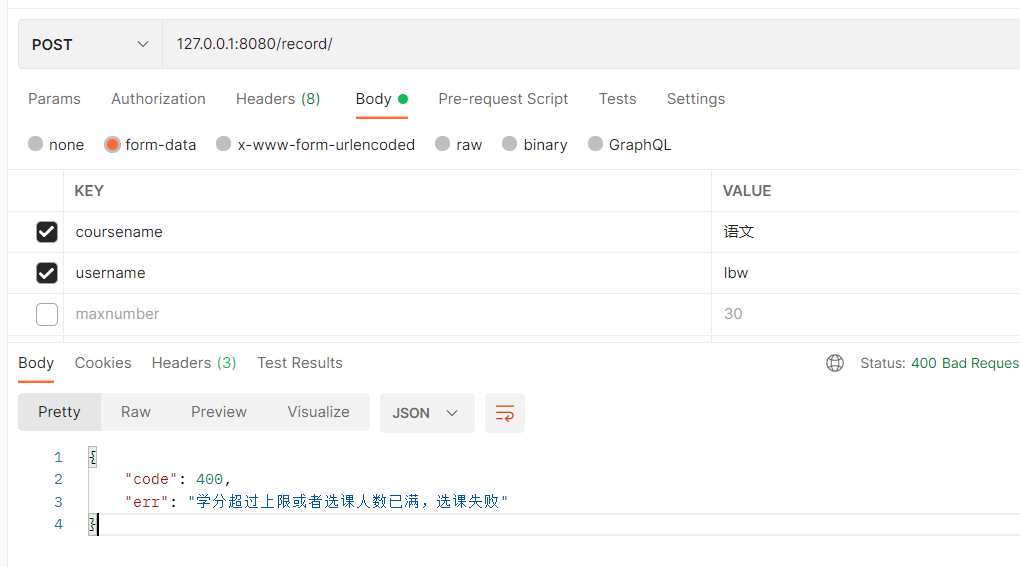 POST 127.0.0.1:8080/record/
Params Authorization Headers (8) Body Pre-request Script Tests Settings
none form-data x-www-form-urlencoded raw binary GraphQL
KEY VALUE
coursename 语文
username lbw
maxnumber 30
Body Cookies Headers (3) Test Results Status: 400 Bad Reques
Pretty Raw Preview Visualize JSON
1 {
2 "code": 400,
3 "err": "学分超过上限或者选课人数已满，选课失败"
4 }